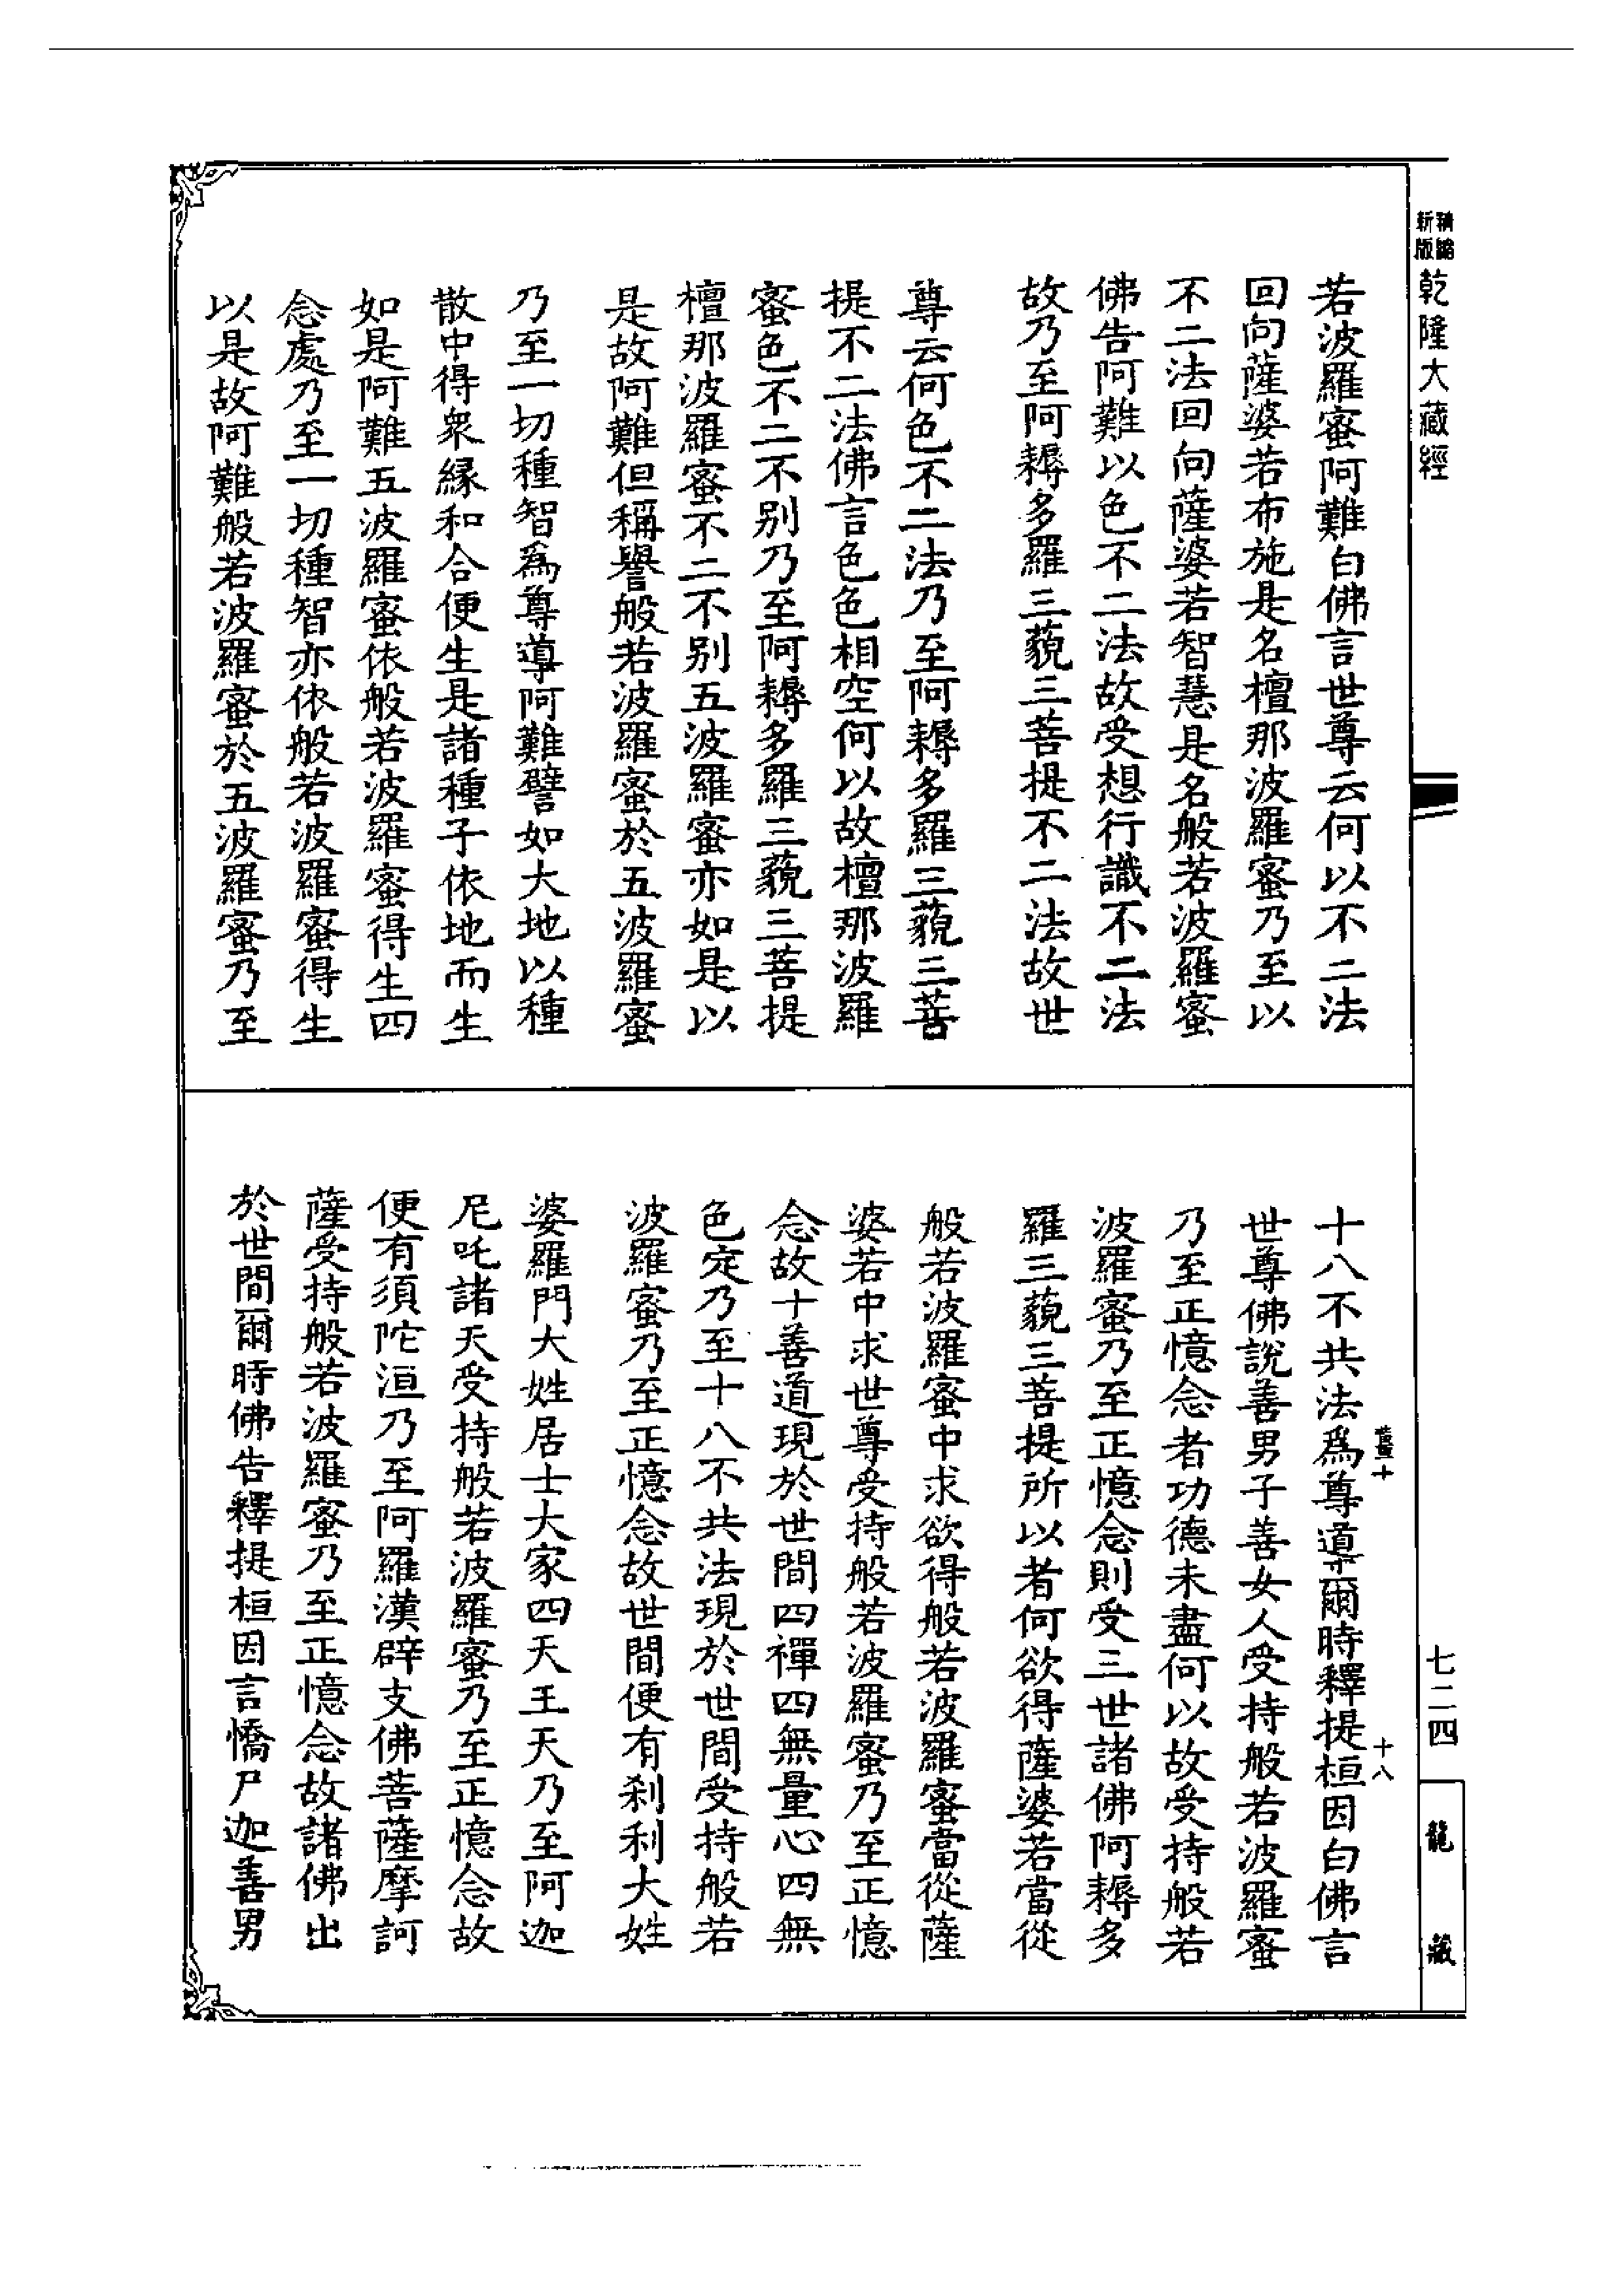 精縮新版
乾隆大藏經
若波羅蜜阿難白佛言世尊云何以不二法
回向薩婆若布施是名檀那波羅蜜乃至以
不二法回向薩婆若智慧是名般若波羅蜜
佛告阿難以色不二法故受想行識不二法
故乃至阿耨多羅三藐三菩提不二法故世
尊云何色不二法乃至阿耨多羅三藐三菩
提不二法佛言色色相空何以故檀那波羅
蜜色不二不别乃至阿耨多羅三藐三菩提
檀那波羅蜜不二不别五波羅蜜亦如是以
是故阿難但稱譽般若波羅蜜於五波羅蜜
乃至一切種智爲尊導阿難譬如大地以種
散中得衆緣和合便生是諸種子依地而生
如是阿難五波羅蜜依般若波羅蜜得生四
念處乃至一切種智亦依般若波羅蜜得生
以是故阿難般若波羅蜜於五波羅蜜乃至
十八不共法爲尊導爾時釋提桓因白佛言
世尊佛說善男子善女人受持般若波羅蜜
乃至正憶念者功德未盡何以故受持般若
波羅蜜乃至正憶念則受三世諸佛阿耨多
羅三藐三菩提所以者何欲得薩婆若當從
般若波羅蜜中求欲得般若波羅蜜當從薩
婆若中求世尊受持般若波羅蜜乃至正憶
念故十善道現於世間四禪四無量心四無
色定乃至十八不共法現於世間受持般若
波羅蜜乃至正憶念故世間便有刹利大姓
婆羅門大姓居士大家四天王天乃至阿迦
尼吒諸天受持般若波羅蜜乃至正憶念故
便有須陀洹乃至阿羅漢辟支佛菩薩摩訶
薩受持般若波羅蜜乃至正憶念故諸佛出
於世間爾時佛告釋提桓因言憍尸迦善男
十
十八
七二四
龍藏